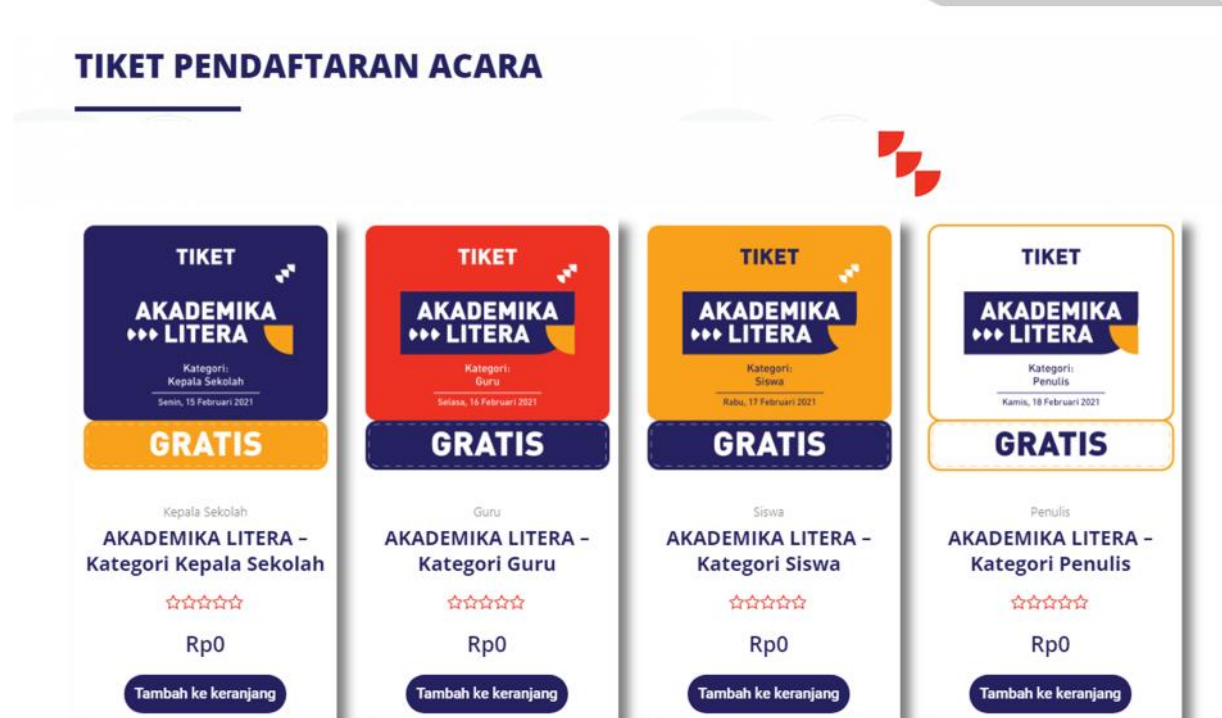 TIKET PENDAFTARAN ACARA
TIKET
AKADEMIKA
LITERA
Kategori:
Kepala Sekolah
Senin, 15 Februari 2021
GRATIS
Kepala Sekolah
AKADEMIKA LITERA –
Kategori Kepala Sekolah
Rp0
Tambah ke keranjang
TIKET
AKADEMIKA
LITERA
Kategori:
Guru
Selasa, 16 Februari 2021
GRATIS
Guru
AKADEMIKA LITERA –
Kategori Guru
Rp0
Tambah ke keranjang
TIKET
AKADEMIKA
LITERA
Kategori:
Siswa
Rabu, 17 Februari 2021
GRATIS
Siswa
AKADEMIKA LITERA –
Kategori Siswa
Rp0
Tambah ke keranjang
TIKET
AKADEMIKA
LITERA
Kategori:
Penulis
Kamis, 18 Februari 2021
GRATIS
Penulis
AKADEMIKA LITERA –
Kategori Penulis
Rp0
Tambah ke keranjang